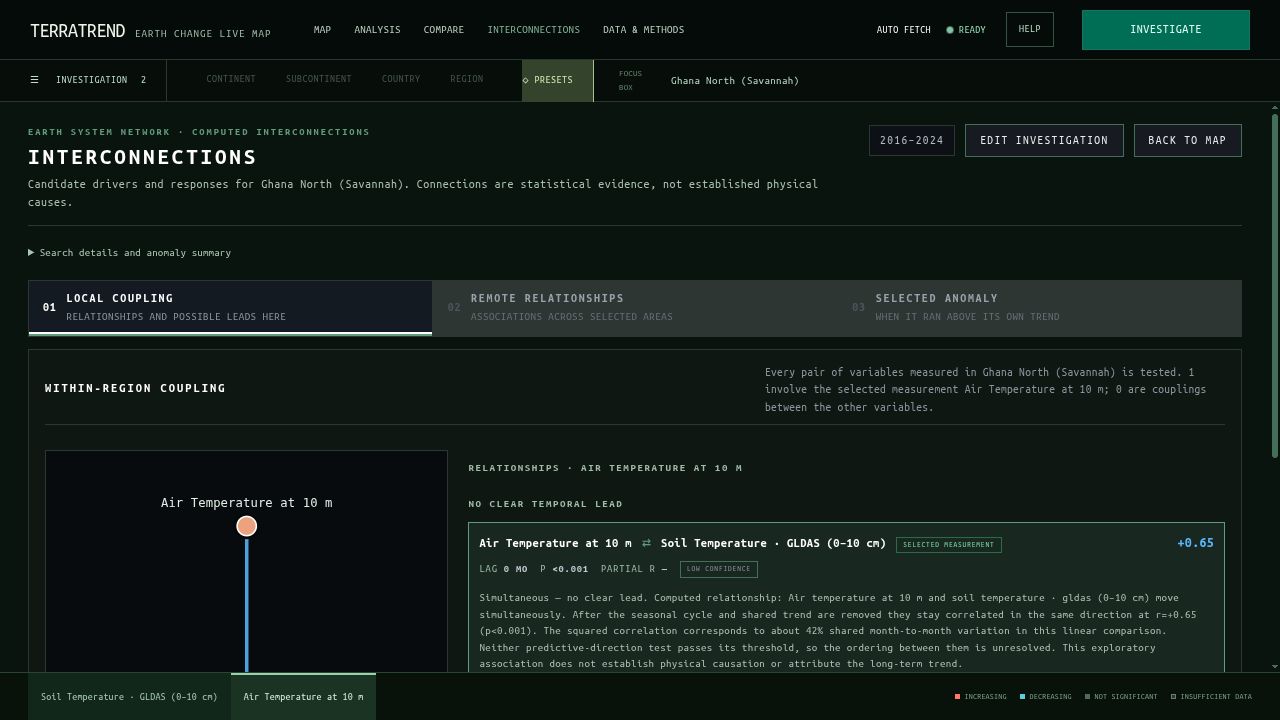 TERRATREND EARTH CHANGE LIVE MAP MAP ANALYSIS COMPARE INTERCONNECTIONS DATA & METHODS AUTO FETCH READY HELP INVESTIGATE
☰ INVESTIGATION 2 CONTINENT SUBCONTINENT COUNTRY REGION ◇ PRESETS FOCUS BOX Ghana North (Savannah)
EARTH SYSTEM NETWORK · COMPUTED INTERCONNECTIONS
INTERCONNECTIONS
2016–2024 EDIT INVESTIGATION BACK TO MAP
Candidate drivers and responses for Ghana North (Savannah). Connections are statistical evidence, not established physical
causes.
▶ Search details and anomaly summary
01 LOCAL COUPLING
RELATIONSHIPS AND POSSIBLE LEADS HERE
02 REMOTE RELATIONSHIPS
ASSOCIATIONS ACROSS SELECTED AREAS
03 SELECTED ANOMALY
WHEN IT RAN ABOVE ITS OWN TREND
WITHIN-REGION COUPLING
Every pair of variables measured in Ghana North (Savannah) is tested. 1
involve the selected measurement Air Temperature at 10 m; 0 are couplings
between the other variables.
Air Temperature at 10 m
RELATIONSHIPS · AIR TEMPERATURE AT 10 M
NO CLEAR TEMPORAL LEAD
Air Temperature at 10 m ⇄ Soil Temperature · GLDAS (0–10 cm) SELECTED MEASUREMENT +0.65
LAG 0 MO P <0.001 PARTIAL R — LOW CONFIDENCE
Simultaneous — no clear lead. Computed relationship: Air temperature at 10 m and soil temperature · gldas (0–10 cm) move
simultaneously. After the seasonal cycle and shared trend are removed they stay correlated in the same direction at r=+0.65
(p<0.001). The squared correlation corresponds to about 42% shared month-to-month variation in this linear comparison.
Neither predictive-direction test passes its threshold, so the ordering between them is unresolved. This exploratory
association does not establish physical causation or attribute the long-term trend.
Soil Temperature · GLDAS (0–10 cm) Air Temperature at 10 m INCREASING DECREASING NOT SIGNIFICANT INSUFFICIENT DATA